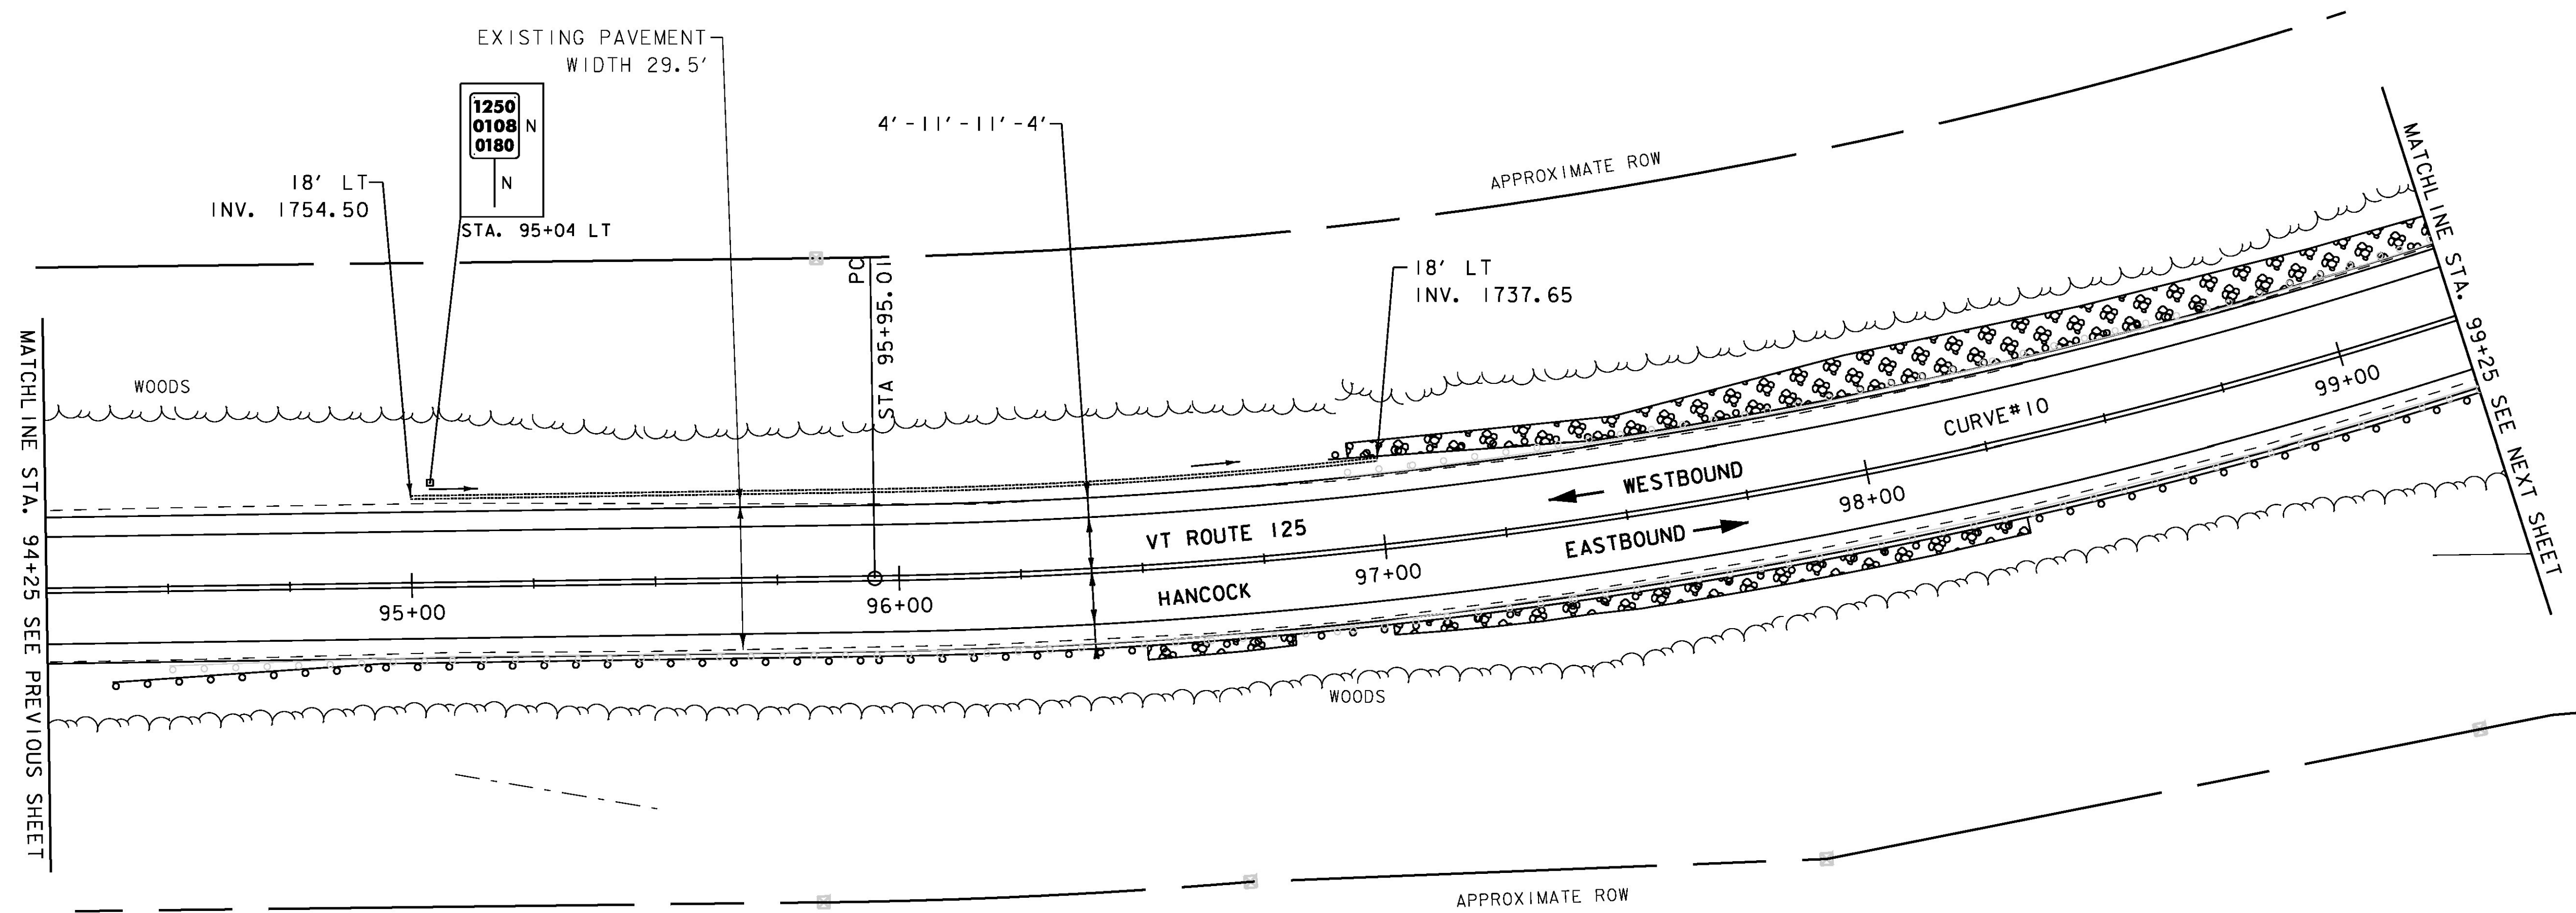 EXISTING PAVEMENT
WIDTH 29.5'
1250
0108 N
0180
N
STA. 95+04 LT
18' LT
INV. 1754.50
4'-11'-11'-4'
PC
STA 95+95.01
18' LT
INV. 1737.65
APPROXIMATE ROW
MATCHLINE STA. 99+25 SEE NEXT SHEET
MATCHLINE STA. 94+25 SEE PREVIOUS SHEET
WOODS
CURVE#10
WESTBOUND
EASTBOUND
VT ROUTE 125
HANCOCK
95+00
96+00
97+00
98+00
99+00
WOODS
APPROXIMATE ROW